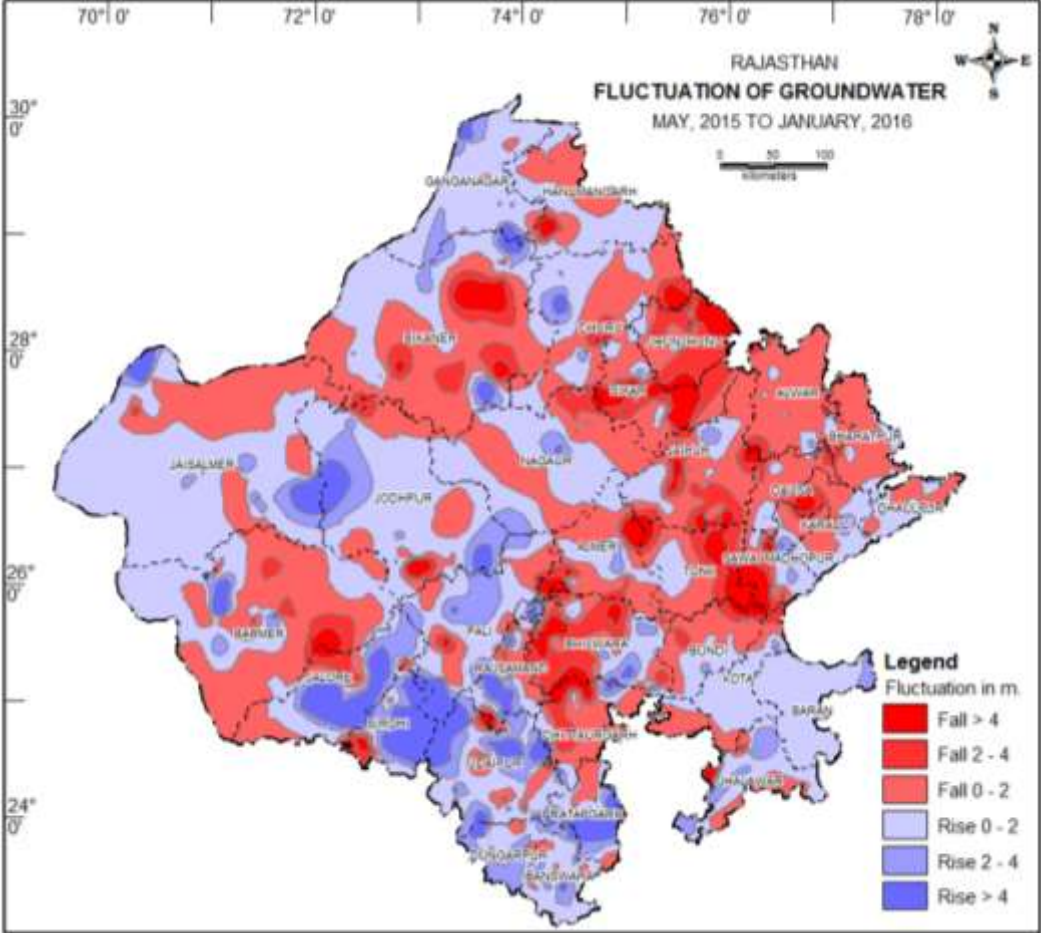 70° 0' 72° 0' 74° 0' 76° 0' 78° 0'
N
W E
S
RAJASTHAN
FLUCTUATION OF GROUNDWATER
MAY, 2015 TO JANUARY, 2016
0 50 100
kilometers
30°
0'
GANGANAGAR
HANUMANGARH
28°
0'
BIKANER
CHURU
JHUNJHUNU
SIKAR
ALWAR
BHARATPUR
JAISALMER
NAGAUR
JAIPUR
JODHPUR
DAUSA
DHAULPUR
KARAULI
AJMER
SAWAI MADHOPUR
26°
0'
TONK
BARMER
PALI
BHILWARA
BUNDI
RAJSAMAND
JALORE
KOTA
BARAN
SIROHI
CHITTAURGARH
UDAIPUR
JHALAWAR
24°
0'
PRATABGARH
DUNGARPUR
BANSWARA
Legend
Fluctuation in m.
Fall > 4
Fall 2 - 4
Fall 0 - 2
Rise 0 - 2
Rise 2 - 4
Rise > 4